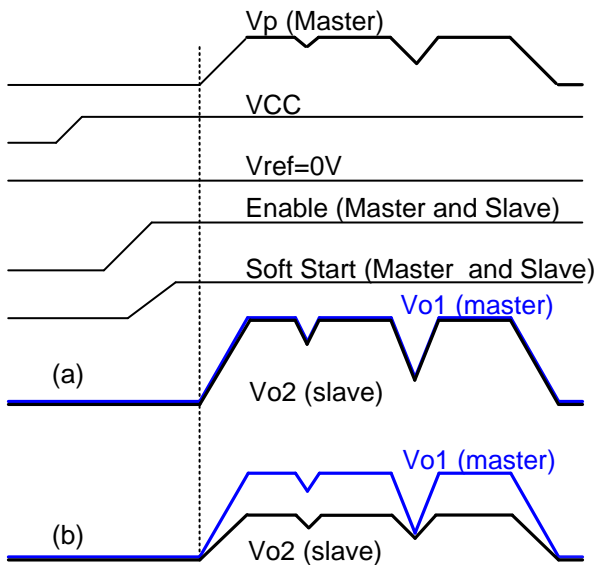 Vp (Master)
VCC
Vref=0V
Enable (Master and Slave)
Soft Start (Master and Slave)
Vo1 (master)
(a)
Vo2 (slave)
Vo1 (master)
(b)
Vo2 (slave)